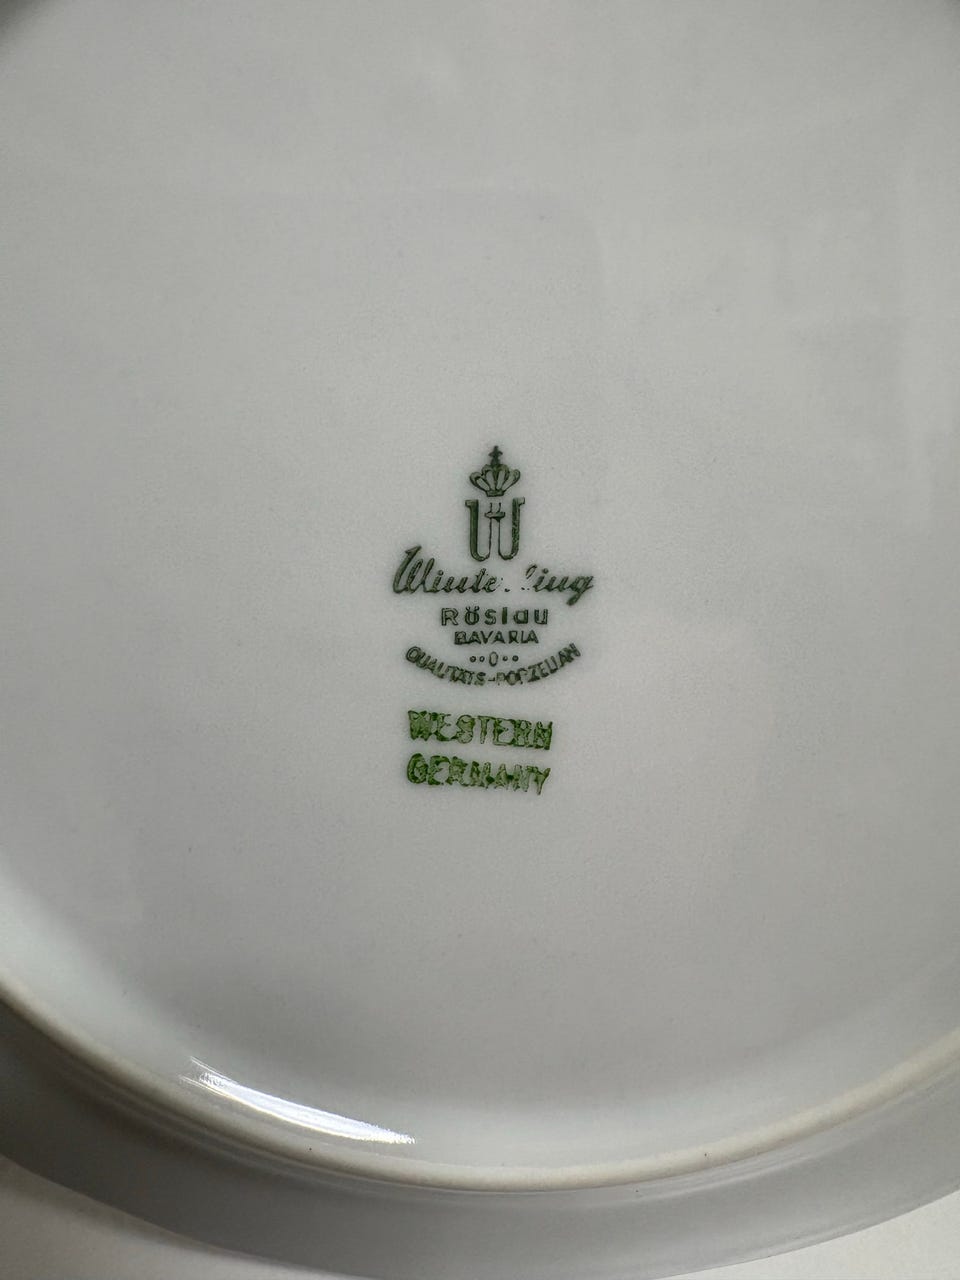 W
Winterling
Röslau
BAVARIA
QUALITÄTS-PORZELLAN
WESTERN
GERMANY